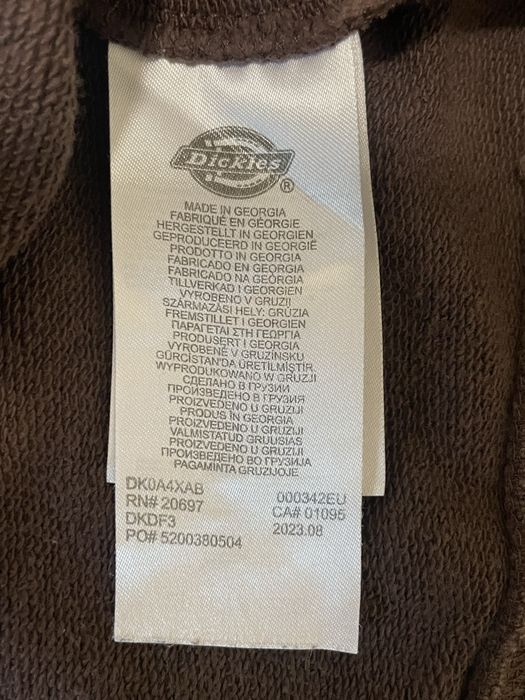 Dickies
®
MADE IN GEORGIA
FABRIQUÉ EN GÉORGIE
HERGESTELLT IN GEORGIEN
GEPRODUCEERD IN GEORGIË
PRODOTTO IN GEORGIA
FABRICADO EN GEORGIA
FABRICADO NA GEÓRGIA
TILLVERKAD I GEORGIEN
VYROBENO V GRUZII
SZÁRMAZÁSI HELY: GRÚZIA
FREMSTILLET I GEORGIEN
ΠΑΡΑΓΕΤΑΙ ΣΤΗ ΓΕΩΡΓΙΑ
PRODUSERT I GEORGIA
VYROBENÉ V GRUZÍNSKU
GÜRCİSTAN'DA ÜRETİLMİŞTİR
WYPRODUKOWANO W GRUZJI
СДЕЛАНО В ГРУЗИИ
ПРОИЗВЕДЕНО В ГРУЗИЯ
PROIZVEDENO U GRUZIJI
PRODUS ÎN GEORGIA
PROIZVEDENO U GRUZIJI
VALMISTATUD GRUUSIAS
PROIZVEDENO U GRUZIJI
ПРОИЗВЕДЕНО ВО ГРУЗИЈА
PAGAMINTA GRUZIJOJE
DK0A4XAB
RN# 20697
DKDF3
PO# 5200380504
000342EU
CA# 01095
2023.08